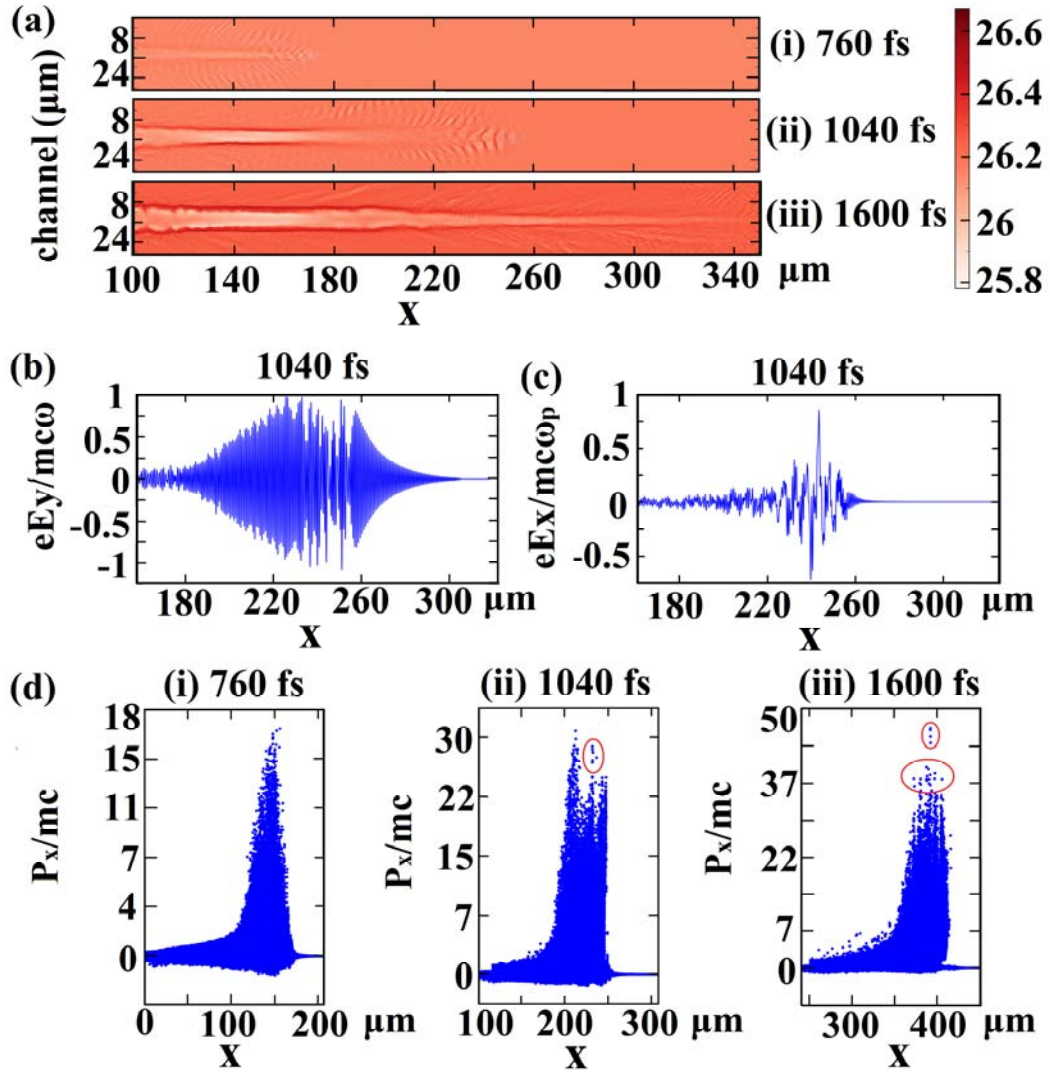 (a)
channel (μm)
8
24
(i) 760 fs
8
24
(ii) 1040 fs
8
24
(iii) 1600 fs
100 140 180 220 260 300 340 μm
x
26.6
26.4
26.2
26
25.8
(b)
1040 fs
eEy/mcω
1
0.5
0
-0.5
-1
180 220 260 300 μm
x
(c)
1040 fs
eEx/mcωp
1
0.5
0
-0.5
180 220 260 300 μm
x
(d)
(i) 760 fs
Px/mc
18
15
11
7
4
0
0 100 200 μm
x
(ii) 1040 fs
Px/mc
30
22
15
7
0
100 200 300 μm
x
(iii) 1600 fs
Px/mc
50
37
22
7
0
300 400 μm
x